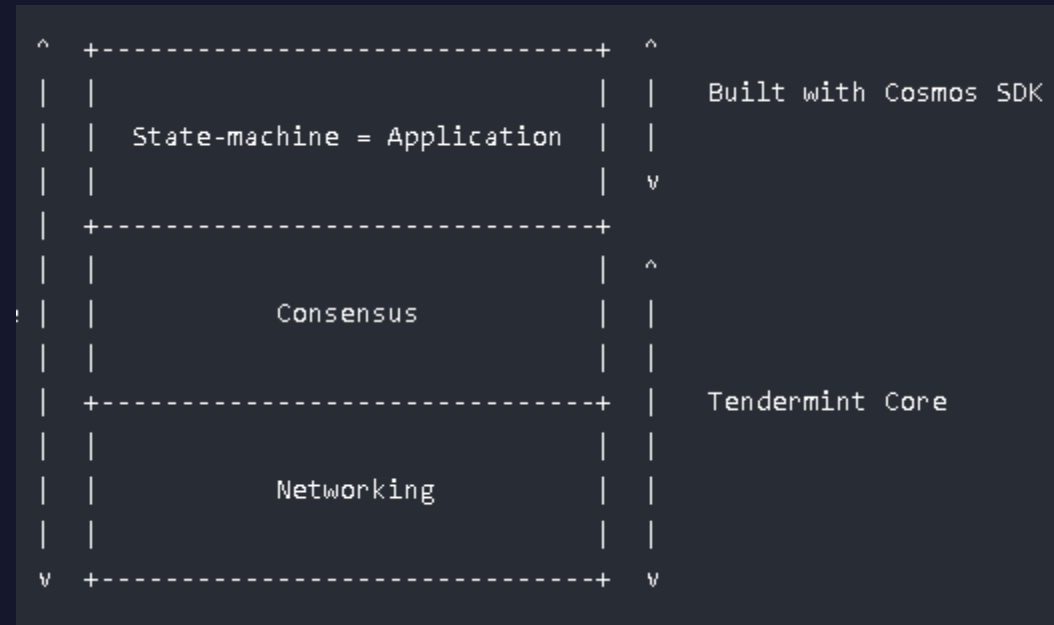 ^  +-------------------------------+  ^
|  |                               |  |   Built with Cosmos SDK
|  |  State-machine = Application  |  |
|  |                               |  v
|  +-------------------------------+
|  |                               |  ^
|  |           Consensus           |  |
|  |                               |  |
|  +-------------------------------+  |   Tendermint Core
|  |                               |  |
|  |           Networking          |  |
|  |                               |  |
v  +-------------------------------+  v